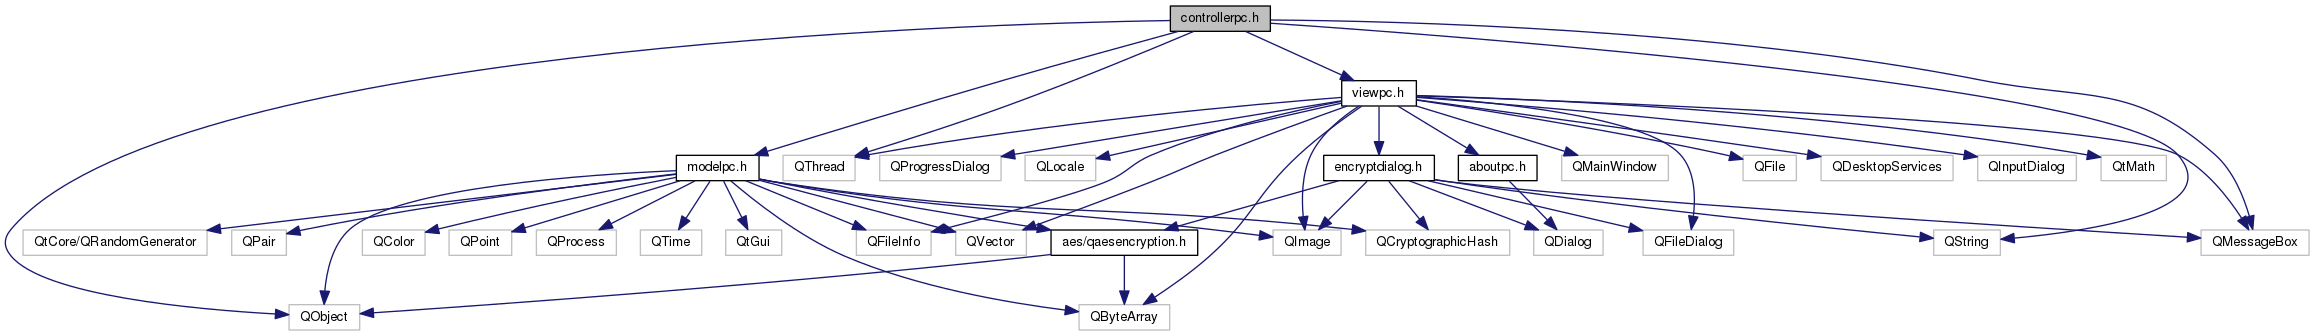 controllerpc.h
viewpc.h
modelpc.h
QThread
QProgressDialog
QLocale
encryptdialog.h
aboutpc.h
QMainWindow
QFile
QDesktopServices
QInputDialog
QtMath
QtCore/QRandomGenerator
QPair
QColor
QPoint
QProcess
QTime
QtGui
QFileInfo
QVector
aes/qaesencryption.h
QImage
QCryptographicHash
QDialog
QFileDialog
QString
QMessageBox
QObject
QByteArray